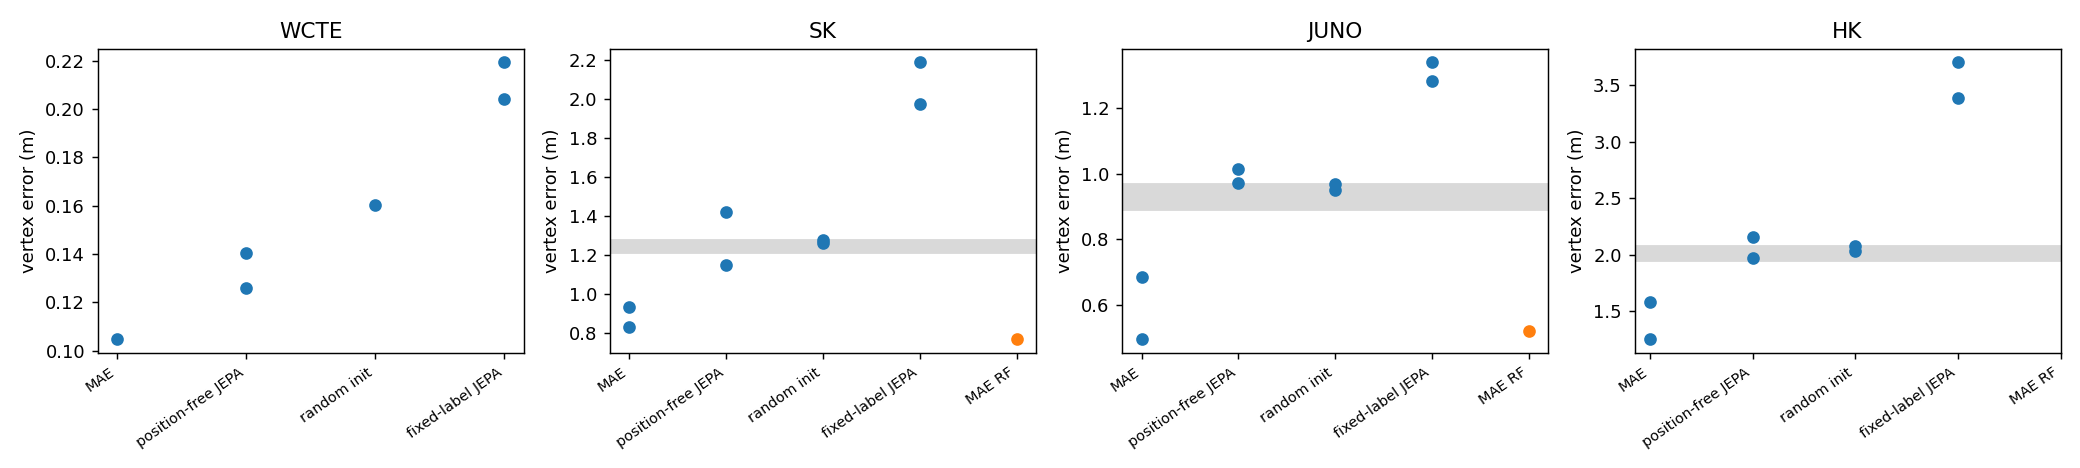 WCTE
vertex error (m)
0.22
0.20
0.18
0.16
0.14
0.12
0.10
MAE
position-free JEPA
random init
fixed-label JEPA
SK
vertex error (m)
2.2
2.0
1.8
1.6
1.4
1.2
1.0
0.8
MAE
position-free JEPA
random init
fixed-label JEPA
MAE RF
JUNO
vertex error (m)
1.2
1.0
0.8
0.6
MAE
position-free JEPA
random init
fixed-label JEPA
MAE RF
HK
vertex error (m)
3.5
3.0
2.5
2.0
1.5
MAE
position-free JEPA
random init
fixed-label JEPA
MAE RF